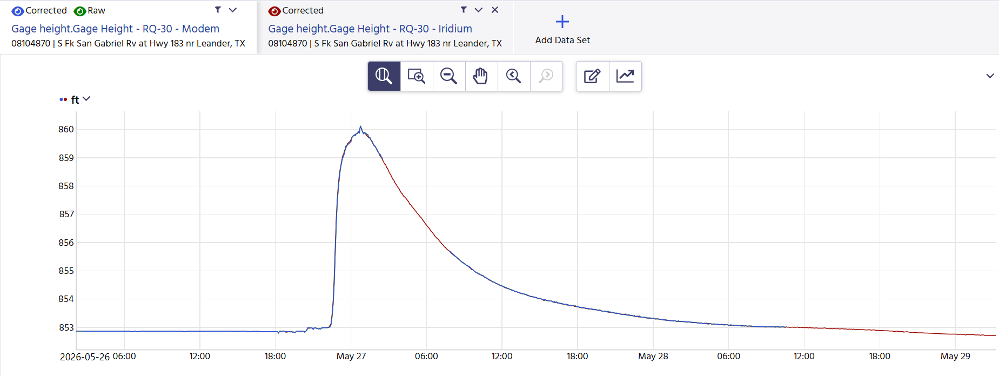 Corrected Raw
Gage height.Gage Height - RQ-30 - Modem
08104870 | S Fk San Gabriel Rv at Hwy 183 nr Leander, TX
Corrected
Gage height.Gage Height - RQ-30 - Iridium
08104870 | S Fk San Gabriel Rv at Hwy 183 nr Leander, TX
Add Data Set
ft
860
859
858
857
856
855
854
853
2026-05-26 06:00 12:00 18:00 May 27 06:00 12:00 18:00 May 28 06:00 12:00 18:00 May 29